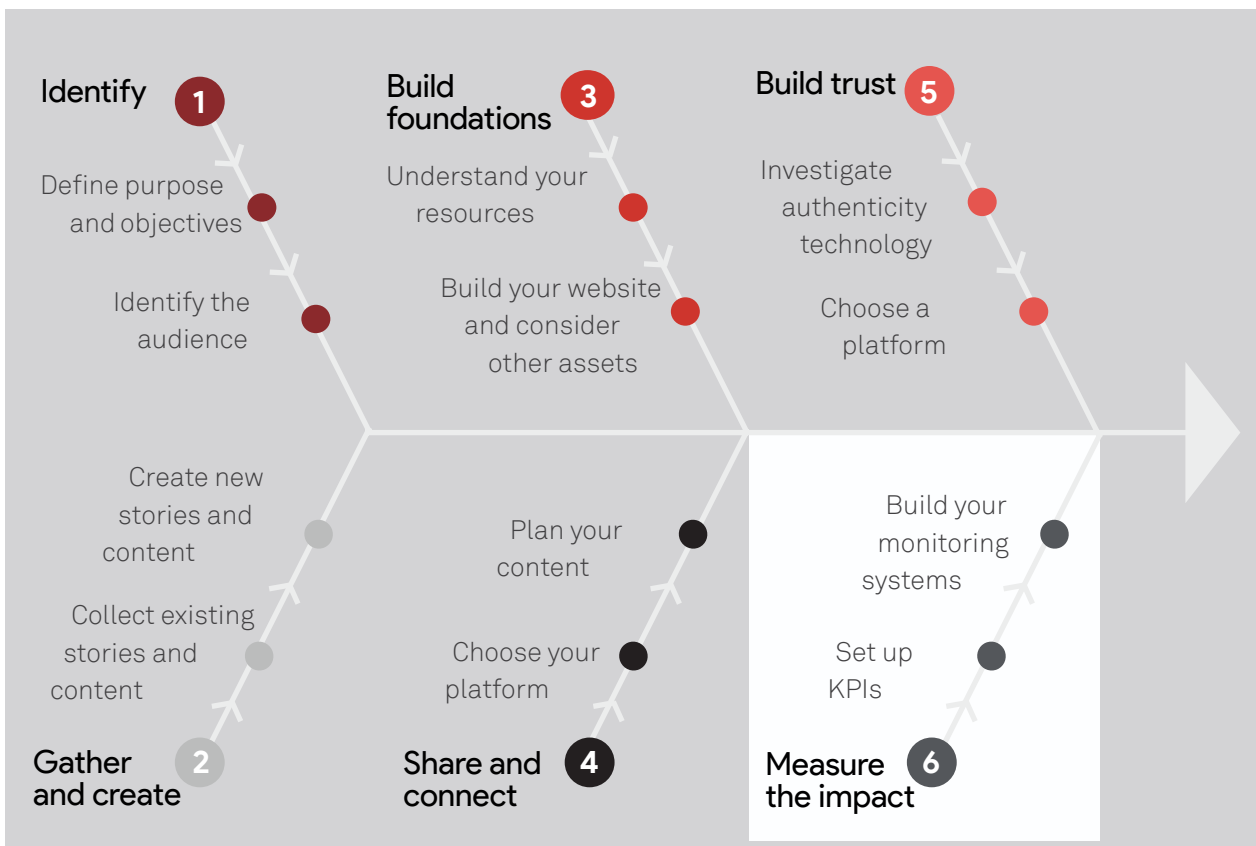 Identify
1
Define purpose
and objectives
Identify the
audience
Build
foundations
3
Understand your
resources
Build your website
and consider
other assets
Build trust
5
Investigate
authenticity
technology
Choose a
platform
Create new
stories and
content
Collect existing
stories and
content
Gather
and create
2
Plan your
content
Choose your
platform
Share and
connect
4
Build your
monitoring
systems
Set up
KPIs
Measure
the impact
6